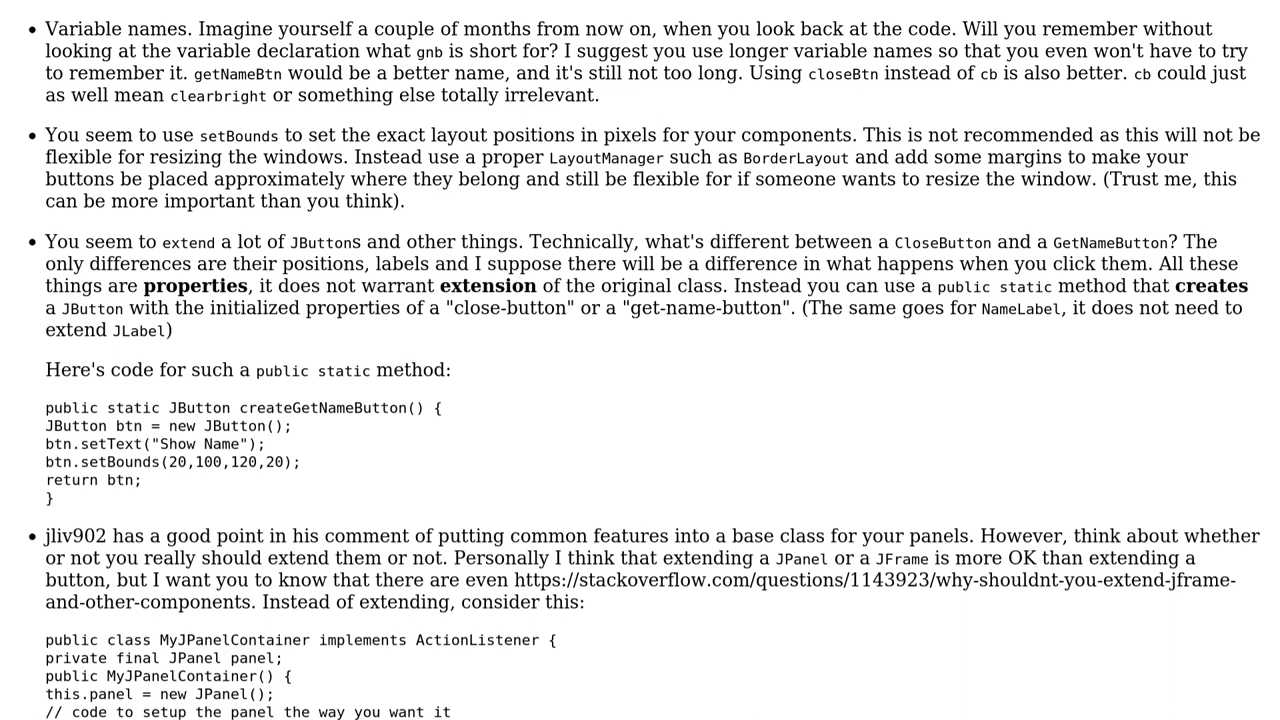 • Variable names. Imagine yourself a couple of months from now on, when you look back at the code. Will you remember without
looking at the variable declaration what gnb is short for? I suggest you use longer variable names so that you even won't have to try
to remember it. getNameBtn would be a better name, and it's still not too long. Using closeBtn instead of cb is also better. cb could just
as well mean clearbright or something else totally irrelevant.
• You seem to use setBounds to set the exact layout positions in pixels for your components. This is not recommended as this will not be
flexible for resizing the windows. Instead use a proper LayoutManager such as BorderLayout and add some margins to make your
buttons be placed approximately where they belong and still be flexible for if someone wants to resize the window. (Trust me, this
can be more important than you think).
• You seem to extend a lot of JButtons and other things. Technically, what's different between a CloseButton and a GetNameButton? The
only differences are their positions, labels and I suppose there will be a difference in what happens when you click them. All these
things are properties, it does not warrant extension of the original class. Instead you can use a public static method that creates
a JButton with the initialized properties of a "close-button" or a "get-name-button". (The same goes for NameLabel, it does not need to
extend JLabel)
Here's code for such a public static method:
public static JButton createGetNameButton() {
JButton btn = new JButton();
btn.setText("Show Name");
btn.setBounds(20,100,120,20);
return btn;
}
• jliv902 has a good point in his comment of putting common features into a base class for your panels. However, think about whether
or not you really should extend them or not. Personally I think that extending a JPanel or a JFrame is more OK than extending a
button, but I want you to know that there are even https://stackoverflow.com/questions/1143923/why-shouldnt-you-extend-jframe-
and-other-components. Instead of extending, consider this:
public class MyJPanelContainer implements ActionListener {
private final JPanel panel;
public MyJPanelContainer() {
this.panel = new JPanel();
// code to setup the panel the way you want it